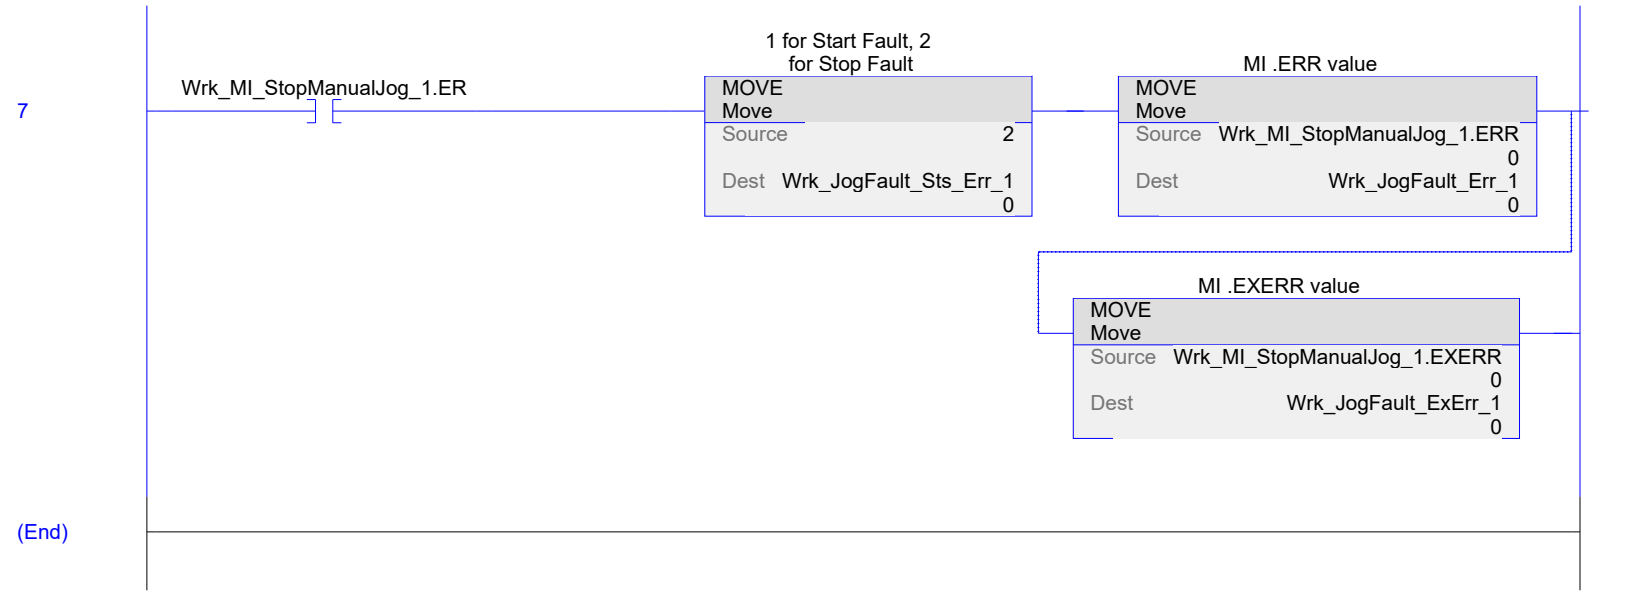 1 for Start Fault, 2
for Stop Fault
MI .ERR value
Wrk_MI_StopManualJog_1.ER
7
MOVE
Move
Source 2
Dest Wrk_JogFault_Sts_Err_1
0
MOVE
Move
Source Wrk_MI_StopManualJog_1.ERR
0
Dest Wrk_JogFault_Err_1
0
MI .EXERR value
MOVE
Move
Source Wrk_MI_StopManualJog_1.EXERR
0
Dest Wrk_JogFault_ExErr_1
0
(End)